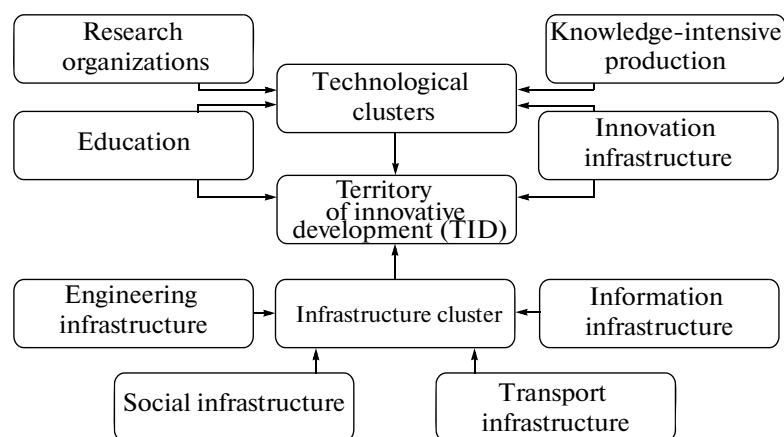 Research
organizations
Knowledge-intensive
production
Technological
clusters
Education
Innovation
infrastructure
Territory
of innovative
development (TID)
Engineering
infrastructure
Infrastructure cluster
Information
infrastructure
Social infrastructure
Transport
infrastructure